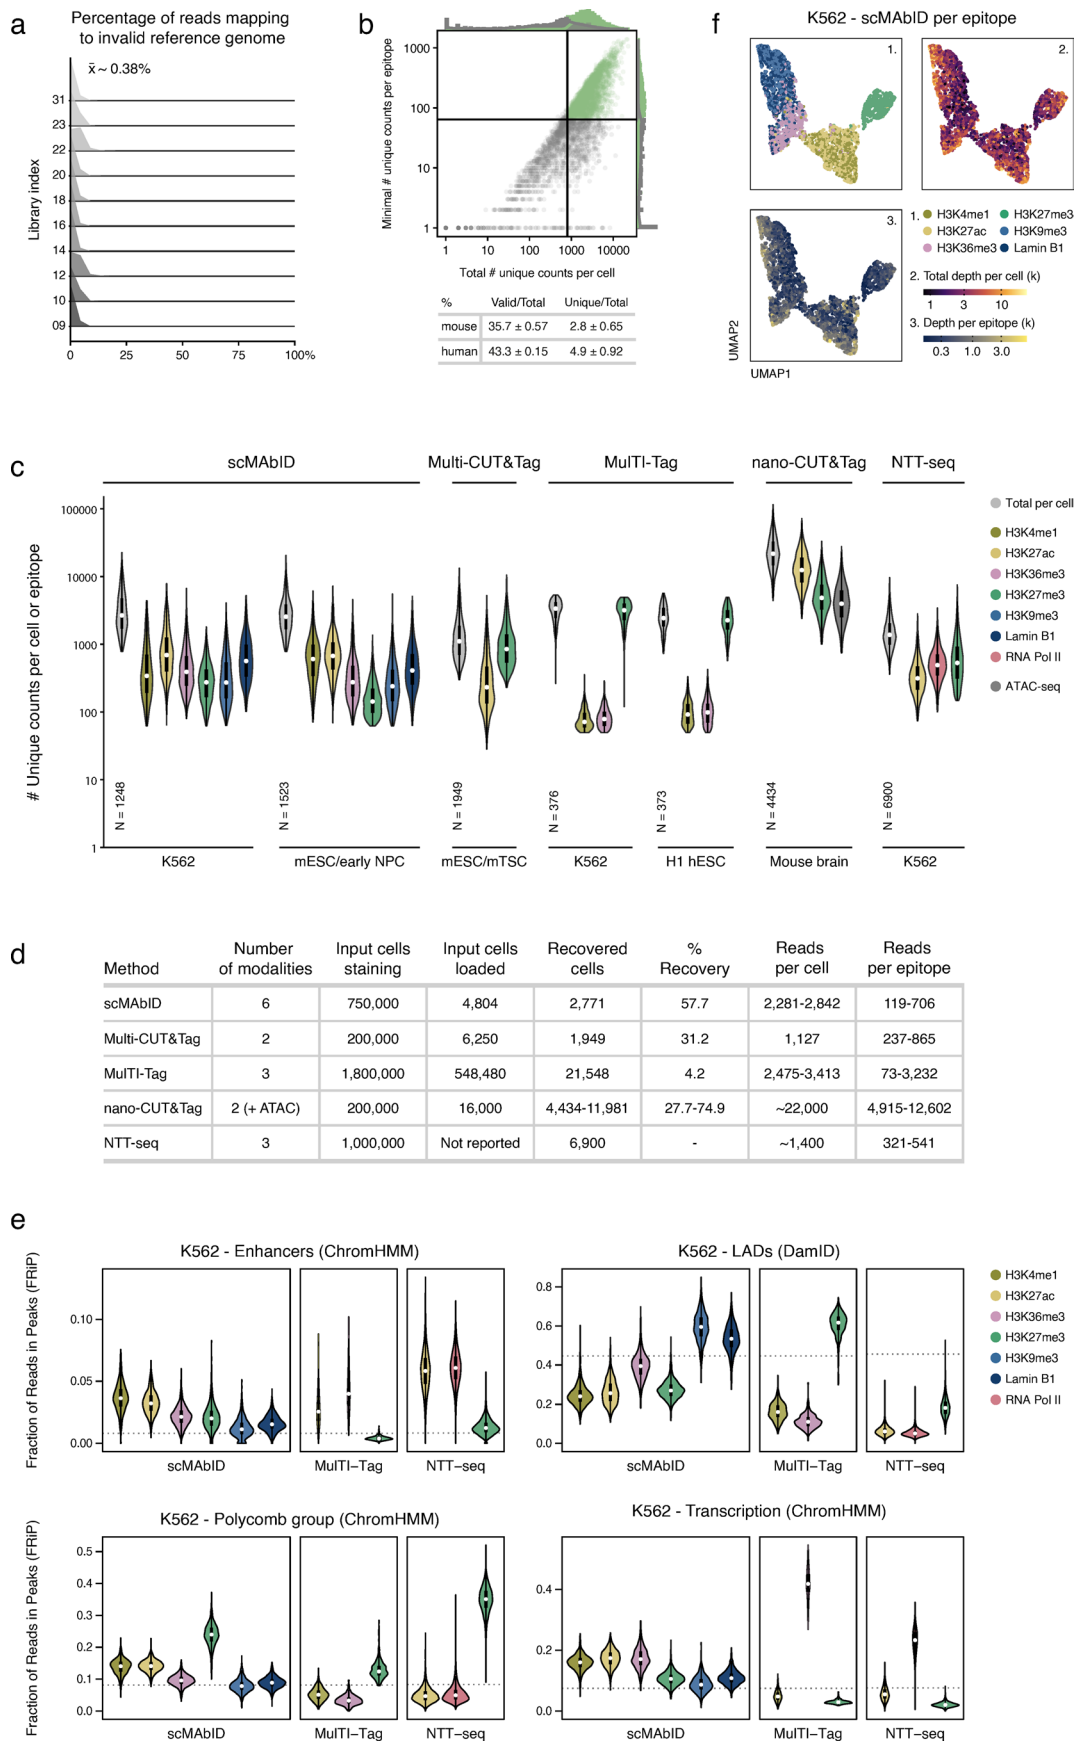 a
Percentage of reads mapping
to invalid reference genome
x̄ ~ 0.38%
Library index
31
23
22
20
18
16
14
12
10
09
0 25 50 75 100%
b
Minimal # unique counts per epitope
1000
100
10
1
1 10 100 1000 10000
Total # unique counts per cell
% Valid/Total Unique/Total
mouse 35.7 ± 0.57 2.8 ± 0.65
human 43.3 ± 0.15 4.9 ± 0.92
f
K562 - scMAbID per epitope
1.
2.
3.
UMAP2
UMAP1
1. H3K4me1 H3K27me3
H3K27ac H3K9me3
H3K36me3 Lamin B1
2. Total depth per cell (k)
1 3 10
3. Depth per epitope (k)
0.3 1.0 3.0
c
scMAbID Multi-CUT&Tag MulTI-Tag nano-CUT&Tag NTT-seq
# Unique counts per cell or epitope
100000
10000
1000
100
10
1
N = 1248
N = 1523
N = 1949
N = 376
N = 373
N = 4434
N = 6900
K562 mESC/early NPC mESC/mTSC K562 H1 hESC Mouse brain K562
Total per cell
H3K4me1
H3K27ac
H3K36me3
H3K27me3
H3K9me3
Lamin B1
RNA Pol II
ATAC-seq
d
Method Number of modalities Input cells staining Input cells loaded Recovered cells % Recovery Reads per cell Reads per epitope
scMAbID 6 750,000 4,804 2,771 57.7 2,281-2,842 119-706
Multi-CUT&Tag 2 200,000 6,250 1,949 31.2 1,127 237-865
MulTI-Tag 3 1,800,000 548,480 21,548 4.2 2,475-3,413 73-3,232
nano-CUT&Tag 2 (+ ATAC) 200,000 16,000 4,434-11,981 27.7-74.9 ~22,000 4,915-12,602
NTT-seq 3 1,000,000 Not reported 6,900 - ~1,400 321-541
e
K562 - Enhancers (ChromHMM)
Fraction of Reads in Peaks (FRiP)
0.10
0.05
0.00
scMAbID MulTI–Tag NTT–seq
K562 - LADs (DamID)
0.8
0.6
0.4
0.2
0.0
scMAbID MulTI–Tag NTT–seq
H3K4me1
H3K27ac
H3K36me3
H3K27me3
H3K9me3
Lamin B1
RNA Pol II
K562 - Polycomb group (ChromHMM)
Fraction of Reads in Peaks (FRiP)
0.5
0.4
0.3
0.2
0.1
0.0
scMAbID MulTI–Tag NTT–seq
K562 - Transcription (ChromHMM)
0.4
0.2
0.0
scMAbID MulTI–Tag NTT–seq